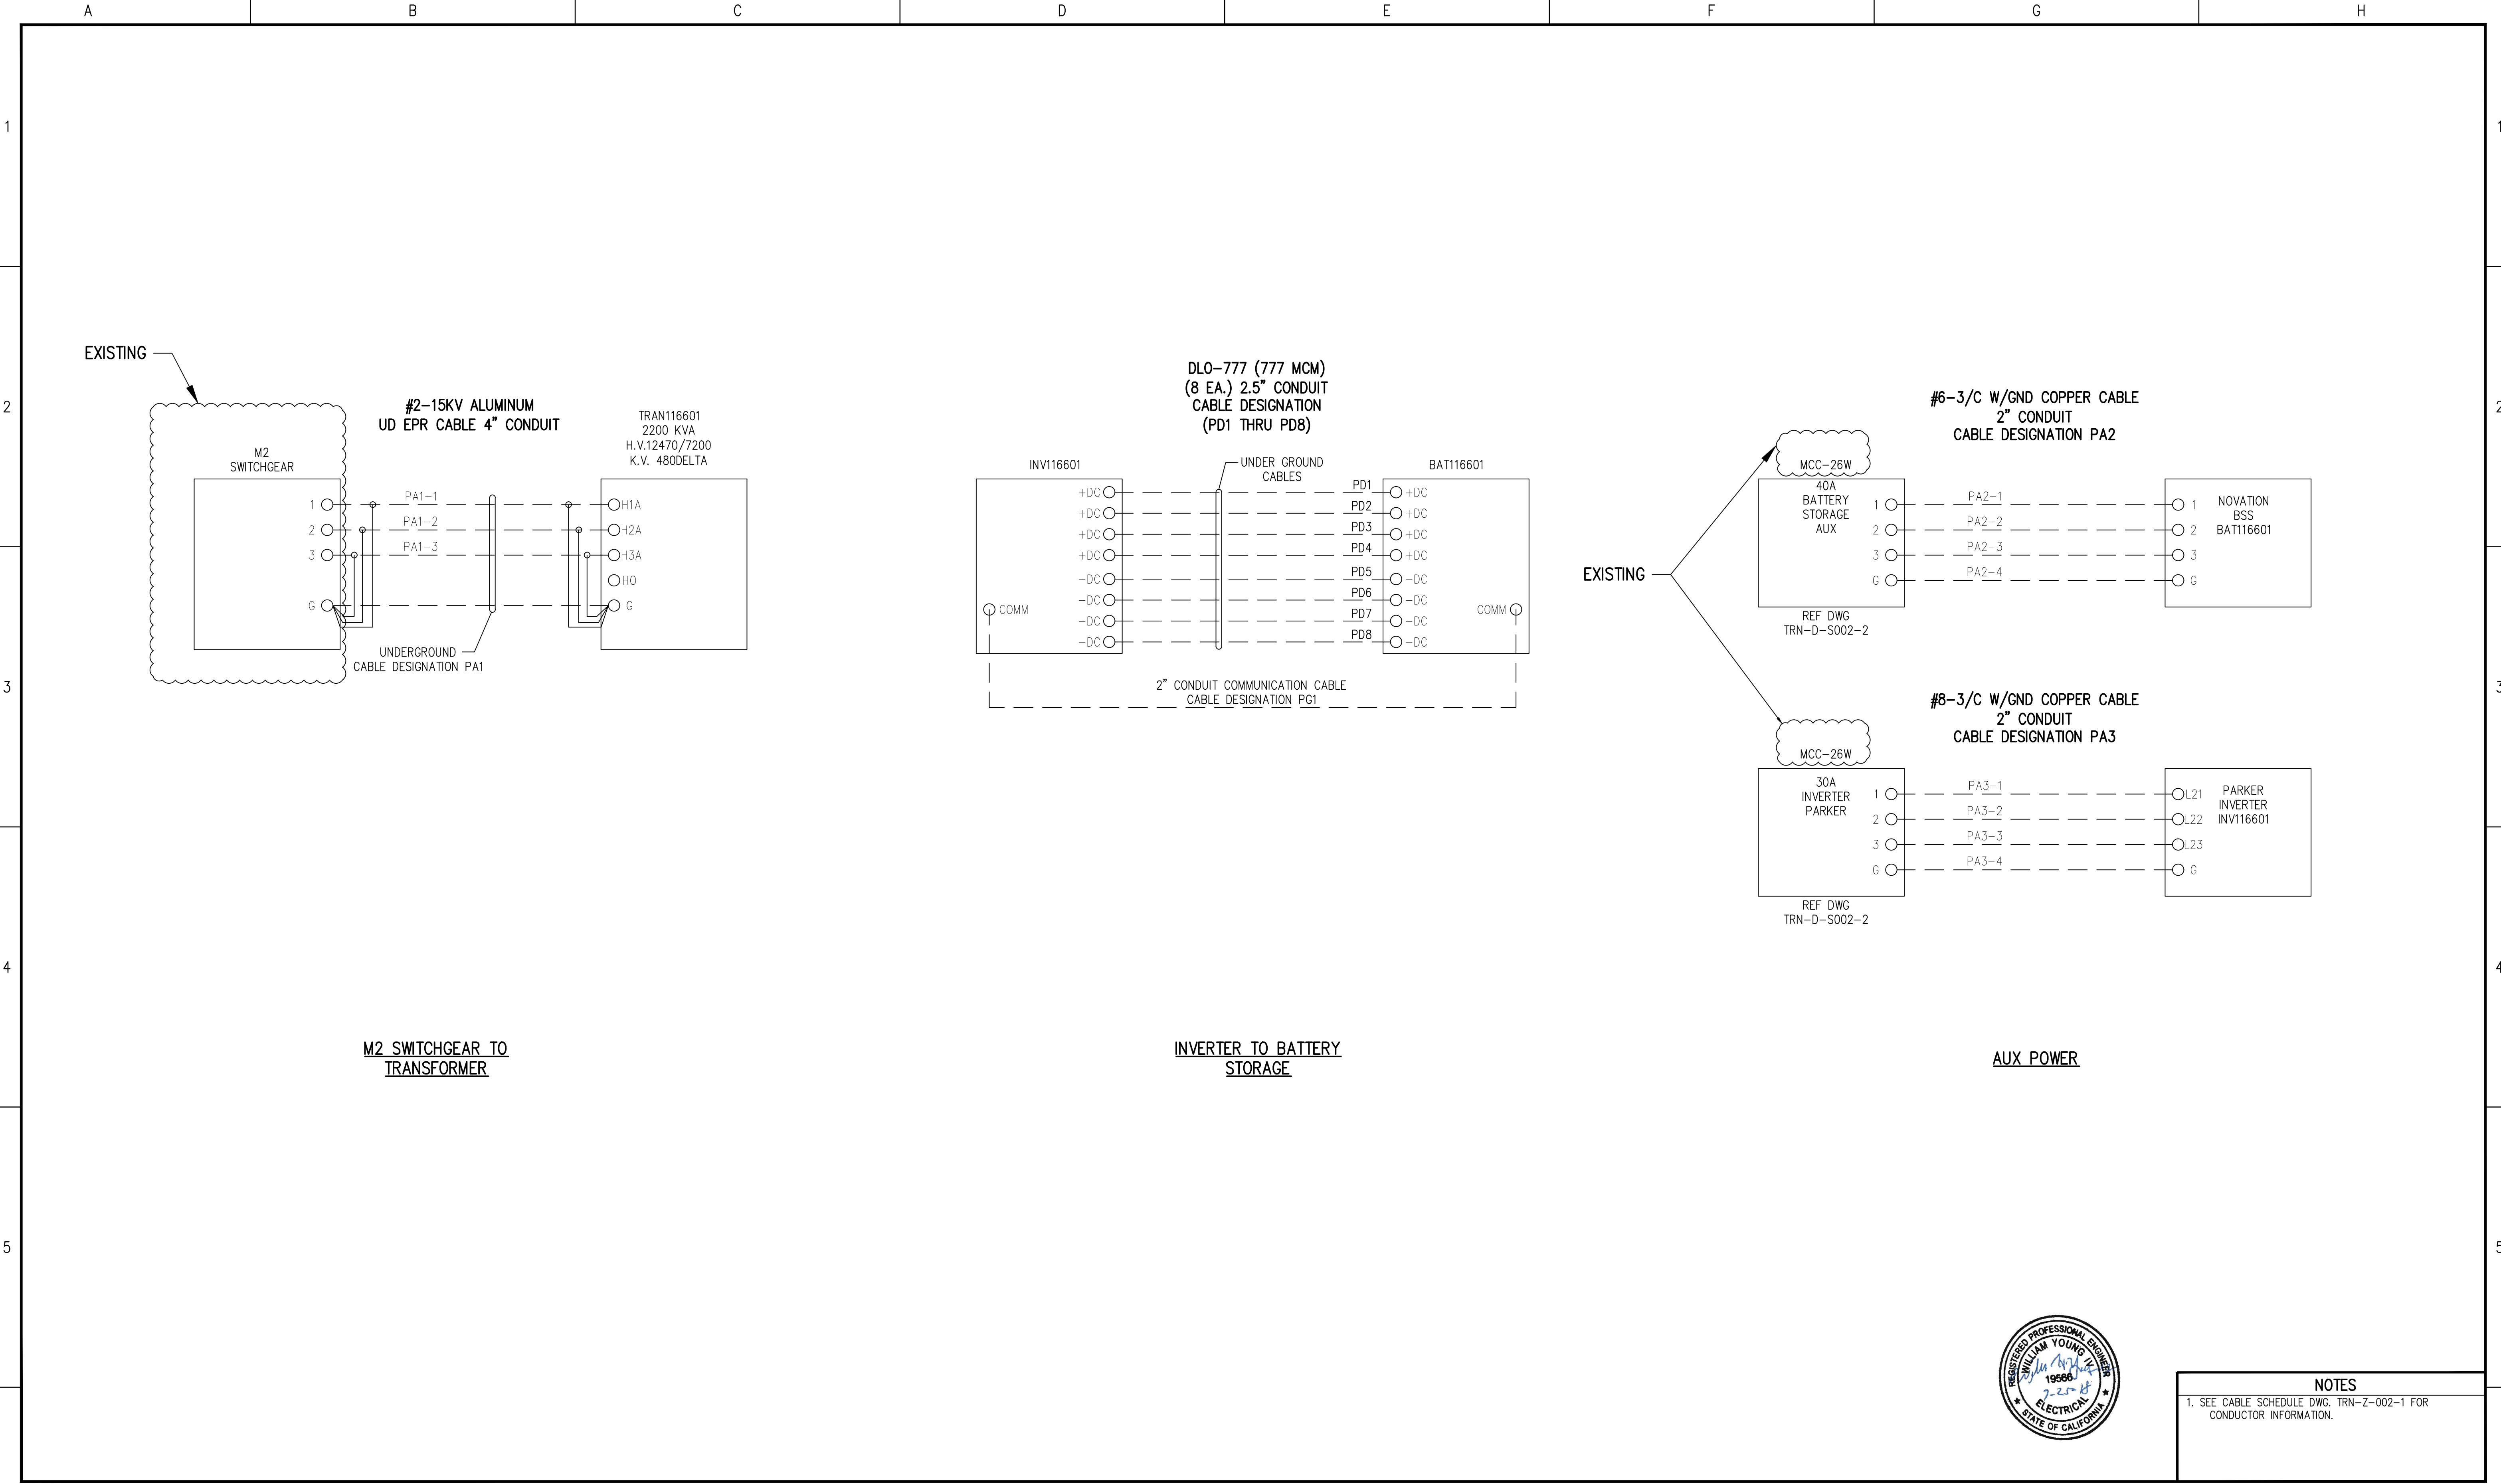 A
B
C
D
E
F
G
H
1
2
3
4
5
1
2
3
4
5
EXISTING
#2-15KV ALUMINUM
UD EPR CABLE 4" CONDUIT
M2
SWITCHGEAR
TRAN116601
2200 KVA
H.V.12470/7200
K.V. 480DELTA
1
PA1-1
H1A
2
PA1-2
H2A
3
PA1-3
H3A
HO
G
G
UNDERGROUND
CABLE DESIGNATION PA1
M2 SWITCHGEAR TO
TRANSFORMER
DLO-777 (777 MCM)
(8 EA.) 2.5" CONDUIT
CABLE DESIGNATION
(PD1 THRU PD8)
INV116601
UNDER GROUND
CABLES
BAT116601
+DC PD1 +DC
+DC PD2 +DC
+DC PD3 +DC
+DC PD4 +DC
-DC PD5 -DC
-DC PD6 -DC
-DC PD7 -DC
-DC PD8 -DC
COMM
COMM
2" CONDUIT COMMUNICATION CABLE
CABLE DESIGNATION PG1
INVERTER TO BATTERY
STORAGE
EXISTING
#6-3/C W/GND COPPER CABLE
2" CONDUIT
CABLE DESIGNATION PA2
MCC-26W
40A
BATTERY
STORAGE
AUX
1 PA2-1 1
2 PA2-2 2
3 PA2-3 3
G PA2-4 G
NOVATION
BSS
BAT116601
REF DWG
TRN-D-S002-2
#8-3/C W/GND COPPER CABLE
2" CONDUIT
CABLE DESIGNATION PA3
MCC-26W
30A
INVERTER
PARKER
1 PA3-1 L21
2 PA3-2 L22
3 PA3-3 L23
G PA3-4 G
PARKER
INVERTER
INV116601
REF DWG
TRN-D-S002-2
AUX POWER
REGISTERED PROFESSIONAL ENGINEER
WILLIAM YOUNG IV
19566
7-25-18
ELECTRICAL
STATE OF CALIFORNIA
NOTES
1. SEE CABLE SCHEDULE DWG. TRN-Z-002-1 FOR
CONDUCTOR INFORMATION.